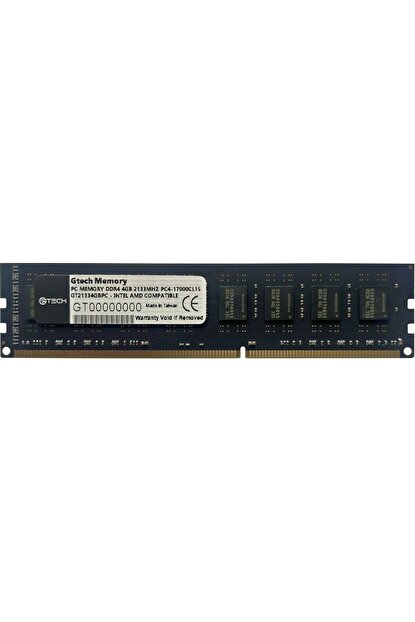 GTECH
Gtech Memory
PC MEMORY DDR4 4GB 2133MHZ PC4-17000CL15
GT21334GBPC - INTEL AMD COMPATIBLE
GT00000000
Made in Taiwan
Warranty Void If Removed